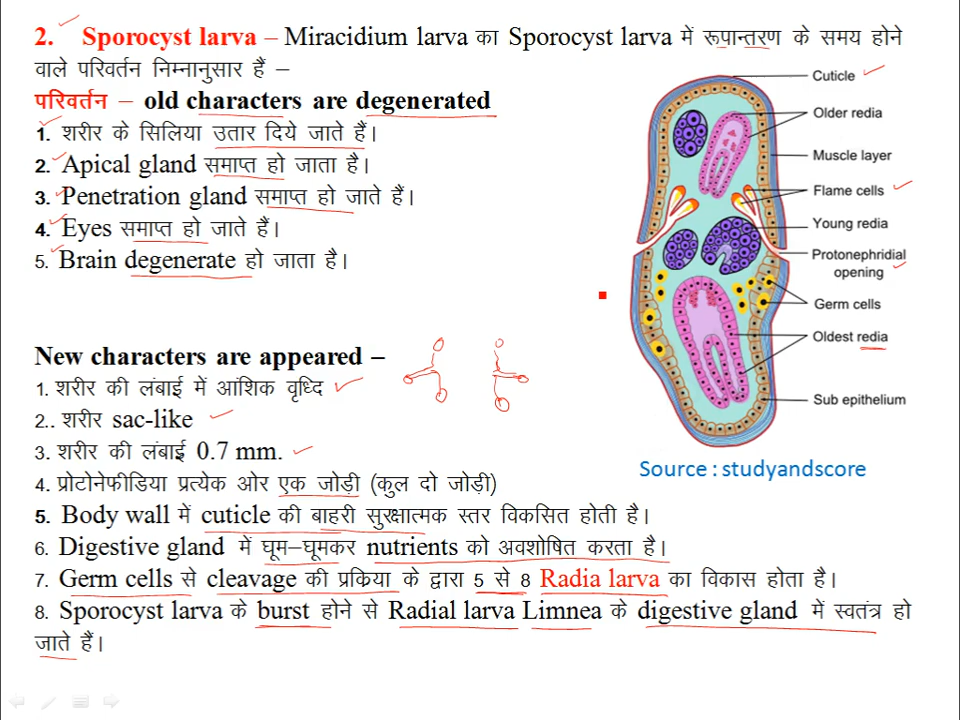 2. Sporocyst larva – Miracidium larva का Sporocyst larva में रूपान्तरण के समय होने
वाले परिवर्तन निम्नानुसार हैं –
परिवर्तन – old characters are degenerated
1. शरीर के सिलिया उतार दिये जाते हैं।
2. Apical gland समाप्त हो जाता है।
3. Penetration gland समाप्त हो जाते हैं।
4. Eyes समाप्त हो जाते हैं।
5. Brain degenerate हो जाता है।
New characters are appeared –
1. शरीर की लंबाई में आंशिक वृध्दि
2.. शरीर sac-like
3. शरीर की लंबाई 0.7 mm.
4. प्रोटोनेफीडिया प्रत्येक ओर एक जोड़ी (कुल दो जोड़ी)
5. Body wall में cuticle की बाहरी सुरक्षात्मक स्तर विकसित होती है।
6. Digestive gland में घूम–घूमकर nutrients को अवशोषित करता है।
7. Germ cells से cleavage की प्रकिया के द्वारा 5 से 8 Radia larva का विकास होता है।
8. Sporocyst larva के burst होने से Radial larva Limnea के digestive gland में स्वतंत्र हो
जाते हैं।
Cuticle
Older redia
Muscle layer
Flame cells
Young redia
Protonephridial
opening
Germ cells
Oldest redia
Sub epithelium
Source : studyandscore